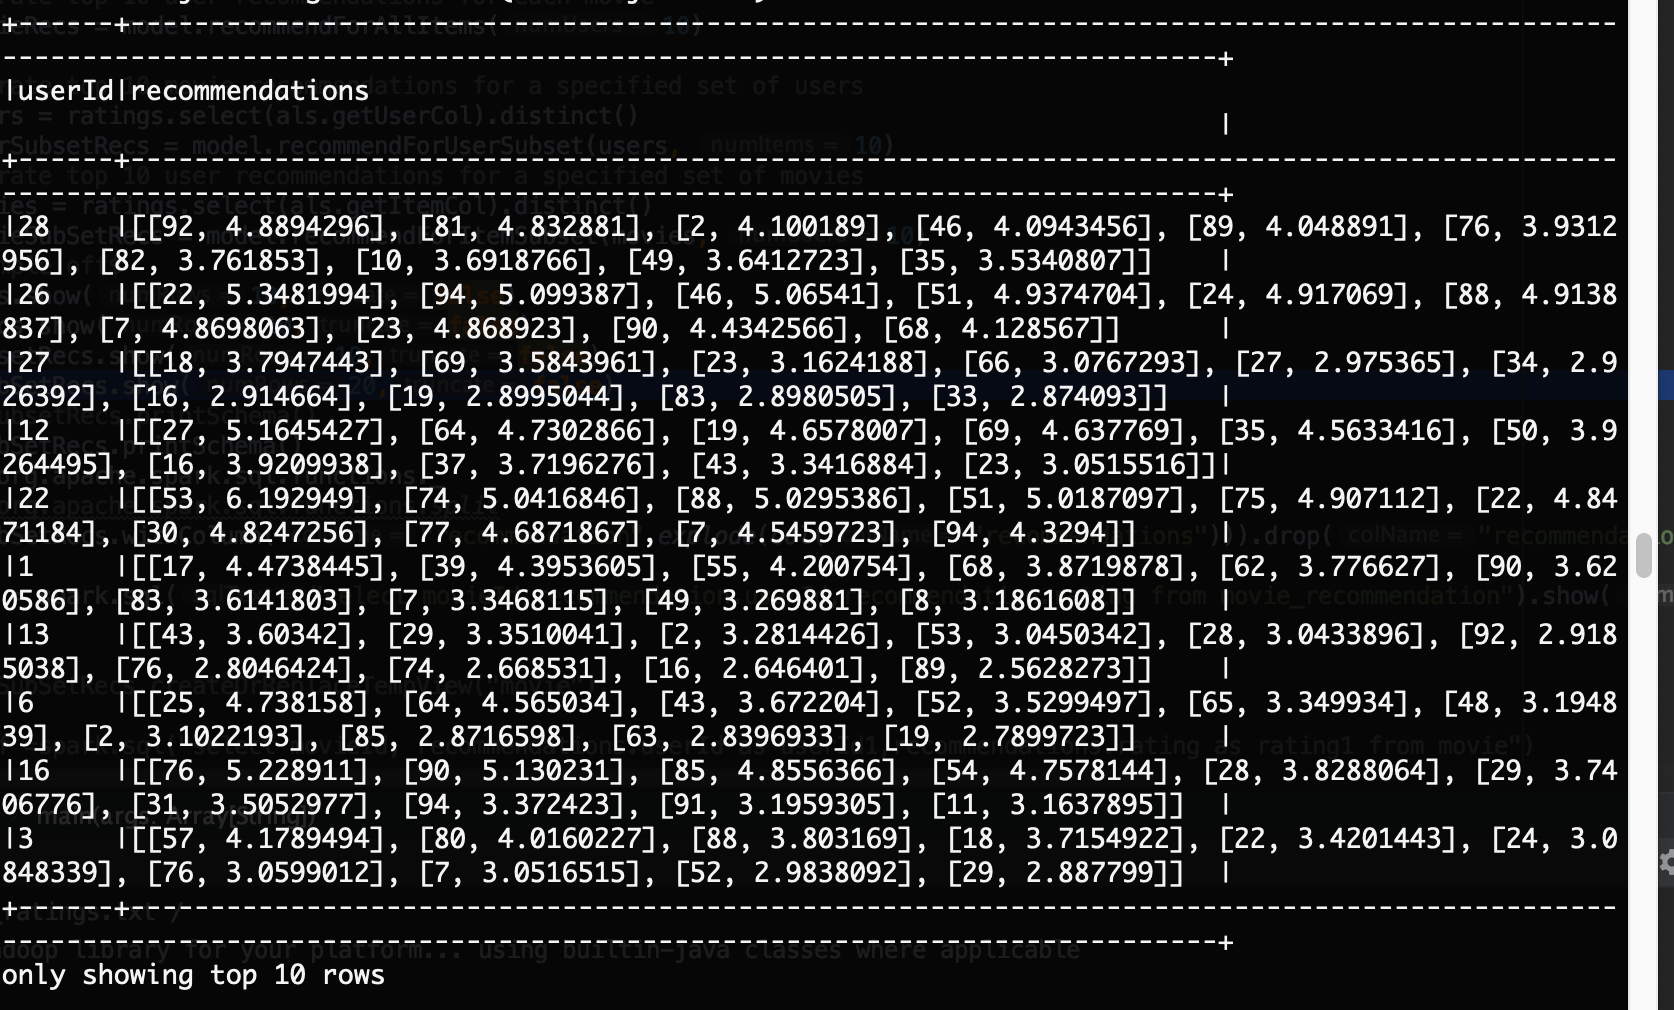 +------+---------------------------------------------------------------------------------------------
----------------------------------------------------------------------------+
|userId|recommendations
|
+------+---------------------------------------------------------------------------------------------
----------------------------------------------------------------------------+
|28    |[[92, 4.8894296], [81, 4.832881], [2, 4.100189], [46, 4.0943456], [89, 4.048891], [76, 3.9312
956], [82, 3.761853], [10, 3.6918766], [49, 3.6412723], [35, 3.5340807]]    |
|26    |[[22, 5.3481994], [94, 5.099387], [46, 5.06541], [51, 4.9374704], [24, 4.917069], [88, 4.9138
837], [7, 4.8698063], [23, 4.868923], [90, 4.4342566], [68, 4.128567]]      |
|27    |[[18, 3.7947443], [69, 3.5843961], [23, 3.1624188], [66, 3.0767293], [27, 2.975365], [34, 2.9
26392], [16, 2.914664], [19, 2.8995044], [83, 2.8980505], [33, 2.874093]]   |
|12    |[[27, 5.1645427], [64, 4.7302866], [19, 4.6578007], [69, 4.637769], [35, 4.5633416], [50, 3.9
264495], [16, 3.9209938], [37, 3.7196276], [43, 3.3416884], [23, 3.0515516]]|
|22    |[[53, 6.192949], [74, 5.0416846], [88, 5.0295386], [51, 5.0187097], [75, 4.907112], [22, 4.84
71184], [30, 4.8247256], [77, 4.6871867], [7, 4.5459723], [94, 4.3294]]     |
|1     |[[17, 4.4738445], [39, 4.3953605], [55, 4.200754], [68, 3.8719878], [62, 3.776627], [90, 3.62
0586], [83, 3.6141803], [7, 3.3468115], [49, 3.269881], [8, 3.1861608]]     |
|13    |[[43, 3.60342], [29, 3.3510041], [2, 3.2814426], [53, 3.0450342], [28, 3.0433896], [92, 2.918
5038], [76, 2.8046424], [74, 2.668531], [16, 2.646401], [89, 2.5628273]]    |
|6     |[[25, 4.738158], [64, 4.565034], [43, 3.672204], [52, 3.5299497], [65, 3.349934], [48, 3.1948
39], [2, 3.1022193], [85, 2.8716598], [63, 2.8396933], [19, 2.7899723]]     |
|16    |[[76, 5.228911], [90, 5.130231], [85, 4.8556366], [54, 4.7578144], [28, 3.8288064], [29, 3.74
06776], [31, 3.5052977], [94, 3.372423], [91, 3.1959305], [11, 3.1637895]]  |
|3     |[[57, 4.1789494], [80, 4.0160227], [88, 3.803169], [18, 3.7154922], [22, 3.4201443], [24, 3.0
848339], [76, 3.0599012], [7, 3.0516515], [52, 2.9838092], [29, 2.887799]]  |
+------+---------------------------------------------------------------------------------------------
----------------------------------------------------------------------------+
only showing top 10 rows